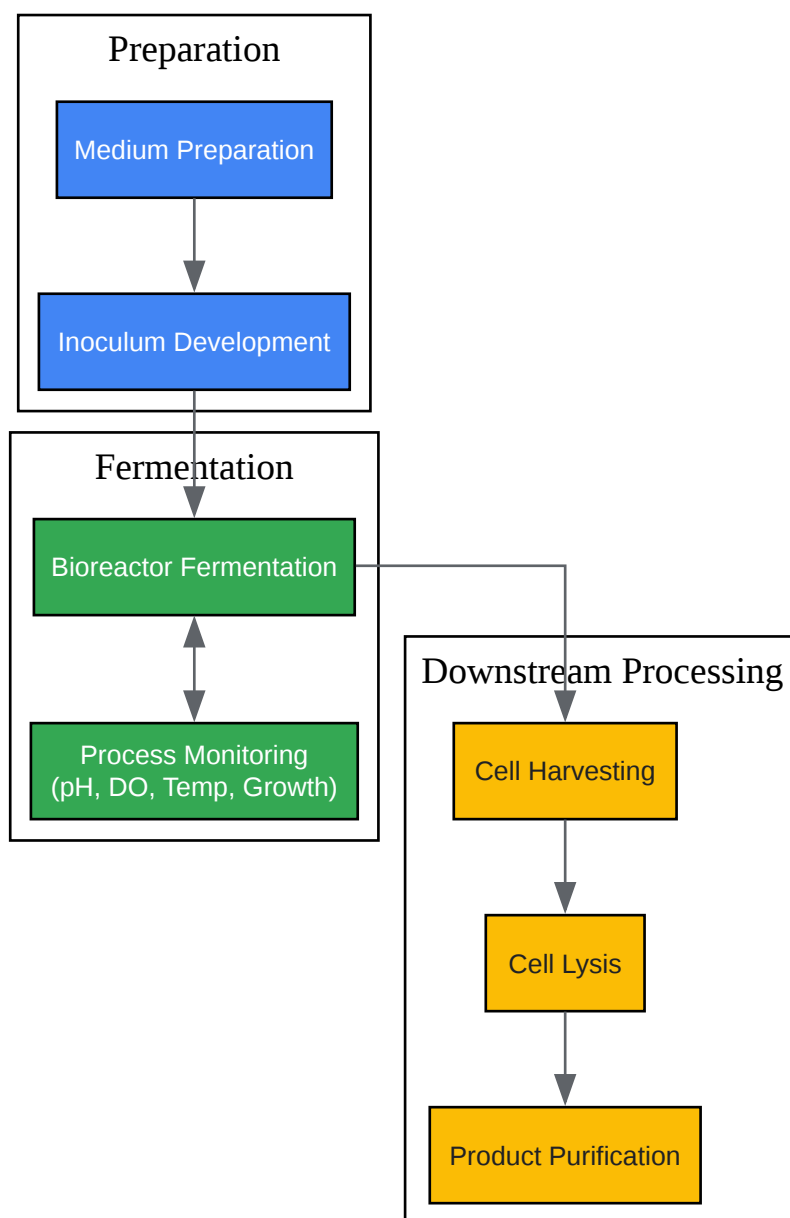 Preparation
Medium Preparation
Inoculum Development
Fermentation
Bioreactor Fermentation
Process Monitoring
(pH, DO, Temp, Growth)
Downstream Processing
Cell Harvesting
Cell Lysis
Product Purification